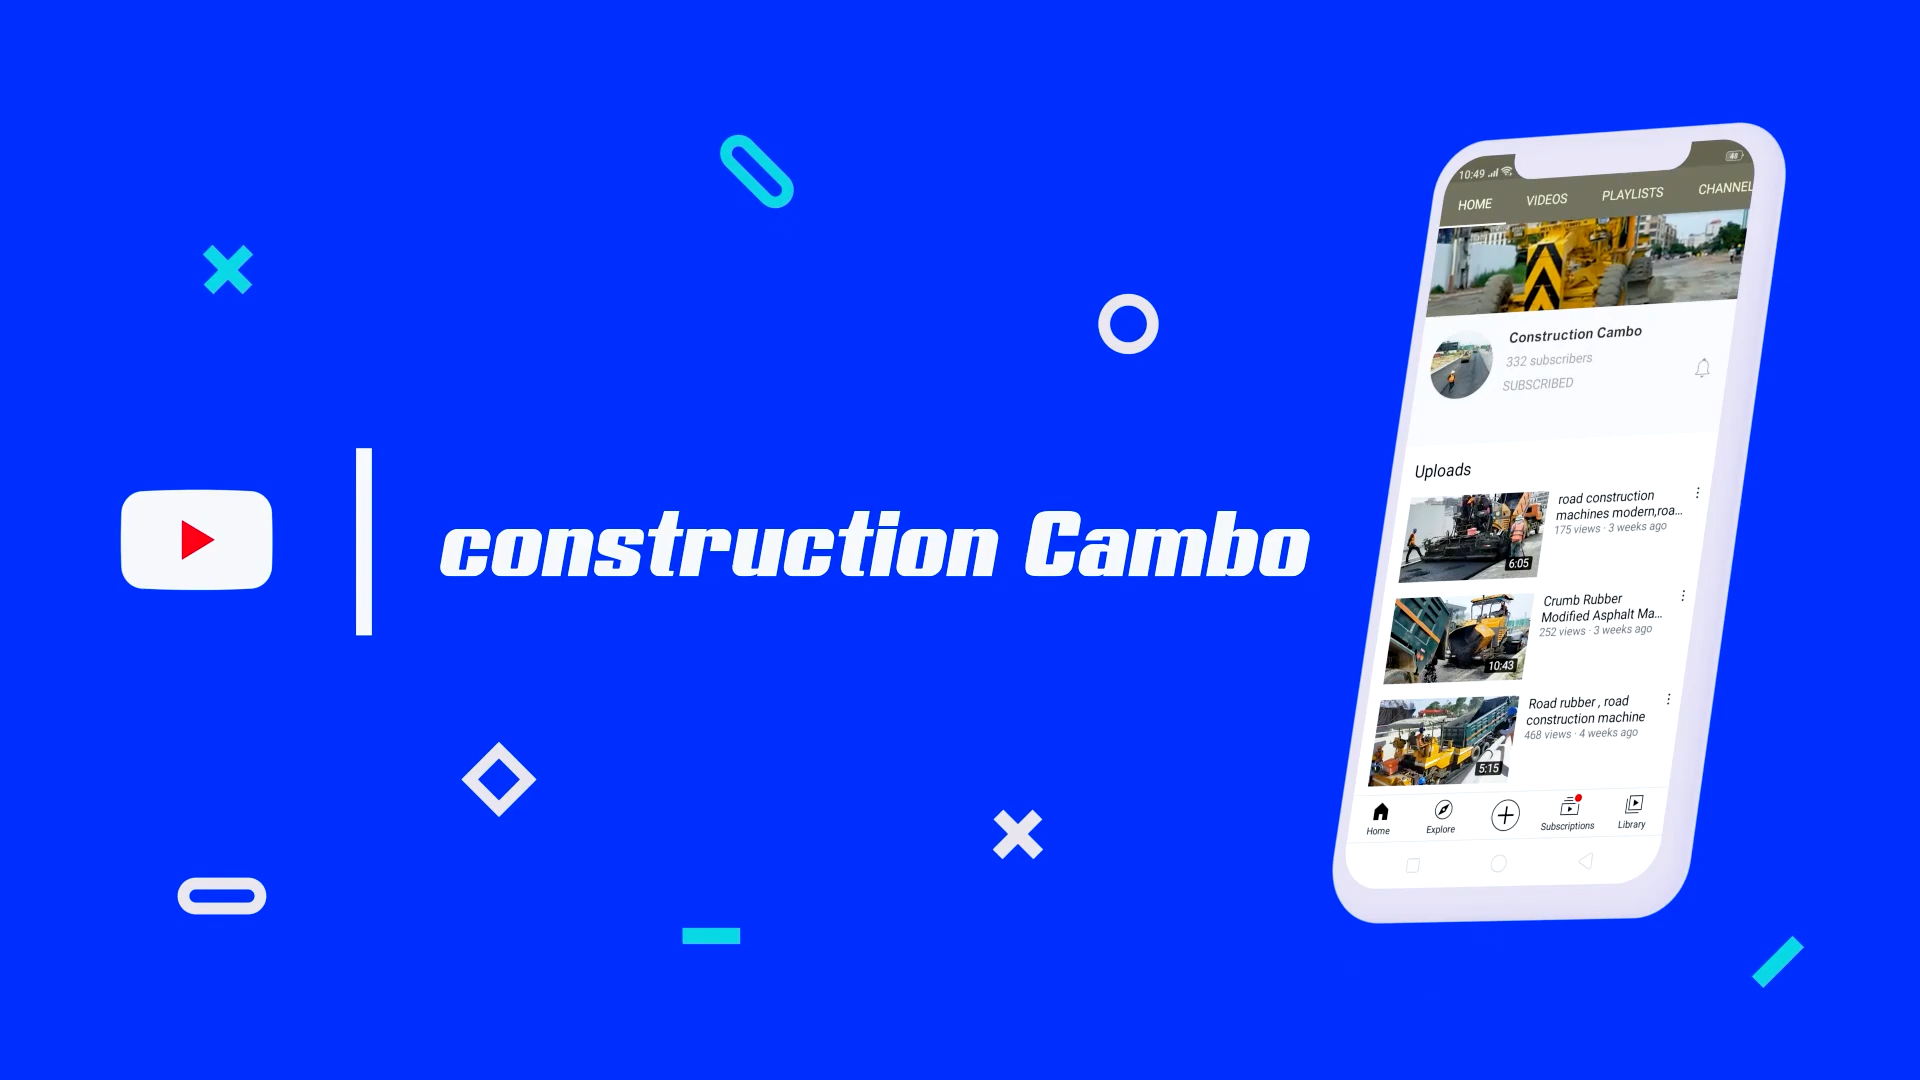 construction Cambo
10:49
48
HOME VIDEOS PLAYLISTS CHANNEL
Construction Cambo
332 subscribers
SUBSCRIBED
Uploads
road construction
machines modern,roa...
175 views · 3 weeks ago
6:05
Crumb Rubber
Modified Asphalt Ma...
252 views · 3 weeks ago
10:43
Road rubber , road
construction machine
468 views · 4 weeks ago
5:15
Home Explore Subscriptions Library